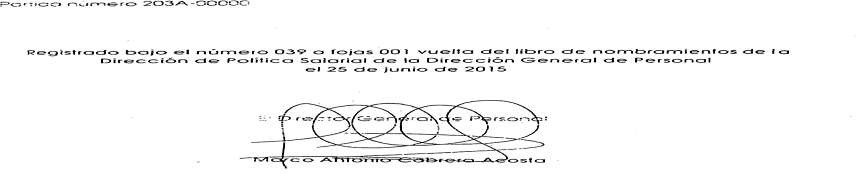 Partida número 203A-00000
Registrado bajo el número 039 a fojas 001 vuelta del libro de nombramientos de la
Dirección de Política Salarial de la Dirección General de Personal
el 25 de junio de 2015
El Director General de Personal
Marco Antonio Cabrera Acosta